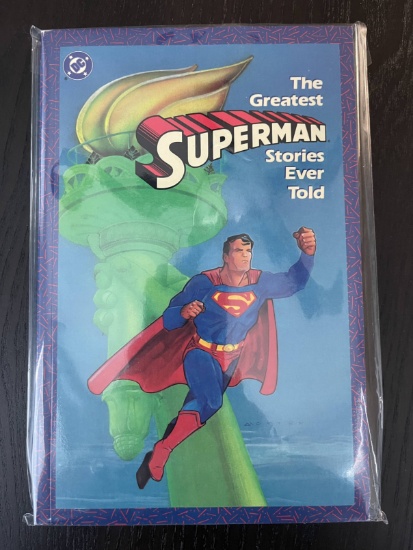 DC
The
Greatest
SUPERMAN
Stories
Ever
Told
S